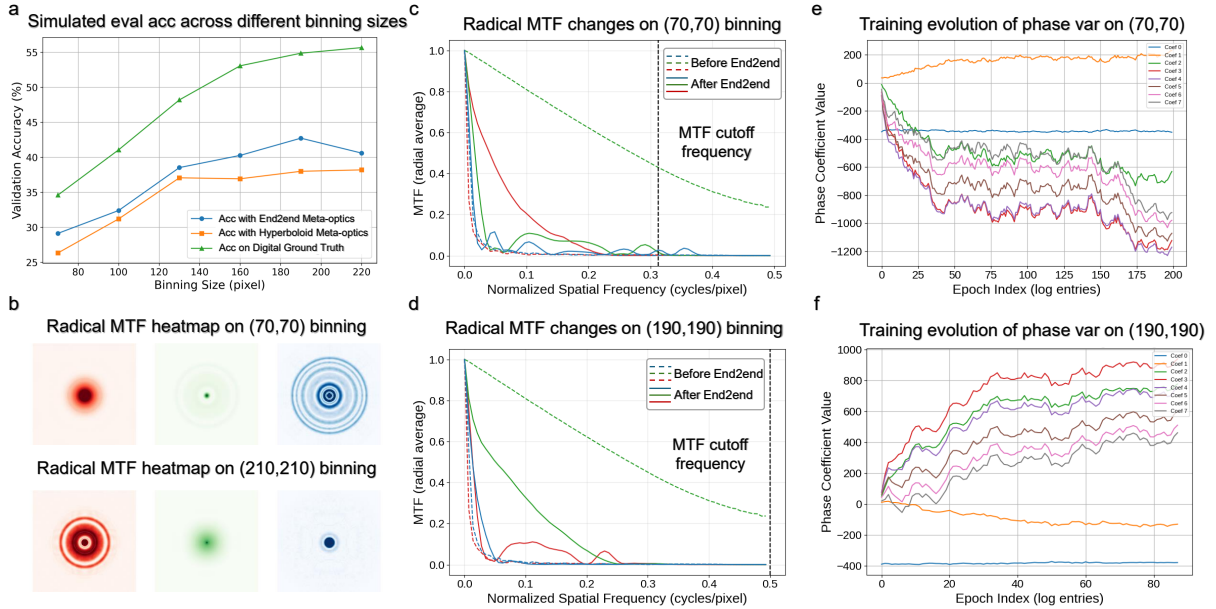 a
Simulated eval acc across different binning sizes
Validation Accuracy (%)
55
50
45
40
35
30
25
Acc with End2end Meta-optics
Acc with Hyperboloid Meta-optics
Acc on Digital Ground Truth
80
100
120
140
160
180
200
220
Binning Size (pixel)
b
Radical MTF heatmap on (70,70) binning
Radical MTF heatmap on (210,210) binning
c
Radical MTF changes on (70,70) binning
MTF (radial average)
1.0
0.8
0.6
0.4
0.2
0.0
Before End2end
After End2end
MTF cutoff
frequency
0.0
0.1
0.2
0.3
0.4
0.5
Normalized Spatial Frequency (cycles/pixel)
d
Radical MTF changes on (190,190) binning
MTF (radial average)
1.0
0.8
0.6
0.4
0.2
0.0
Before End2end
After End2end
MTF cutoff
frequency
0.0
0.1
0.2
0.3
0.4
0.5
Normalized Spatial Frequency (cycles/pixel)
e
Training evolution of phase var on (70,70)
Phase Coefficient Value
200
0
-200
-400
-600
-800
-1000
-1200
Coef 0
Coef 1
Coef 2
Coef 3
Coef 4
Coef 5
Coef 6
Coef 7
0
25
50
75
100
125
150
175
200
Epoch Index (log entries)
f
Training evolution of phase var on (190,190)
Phase Coefficient Value
1000
800
600
400
200
0
−200
−400
Coef 0
Coef 1
Coef 2
Coef 3
Coef 4
Coef 5
Coef 6
Coef 7
0
20
40
60
80
Epoch Index (log entries)